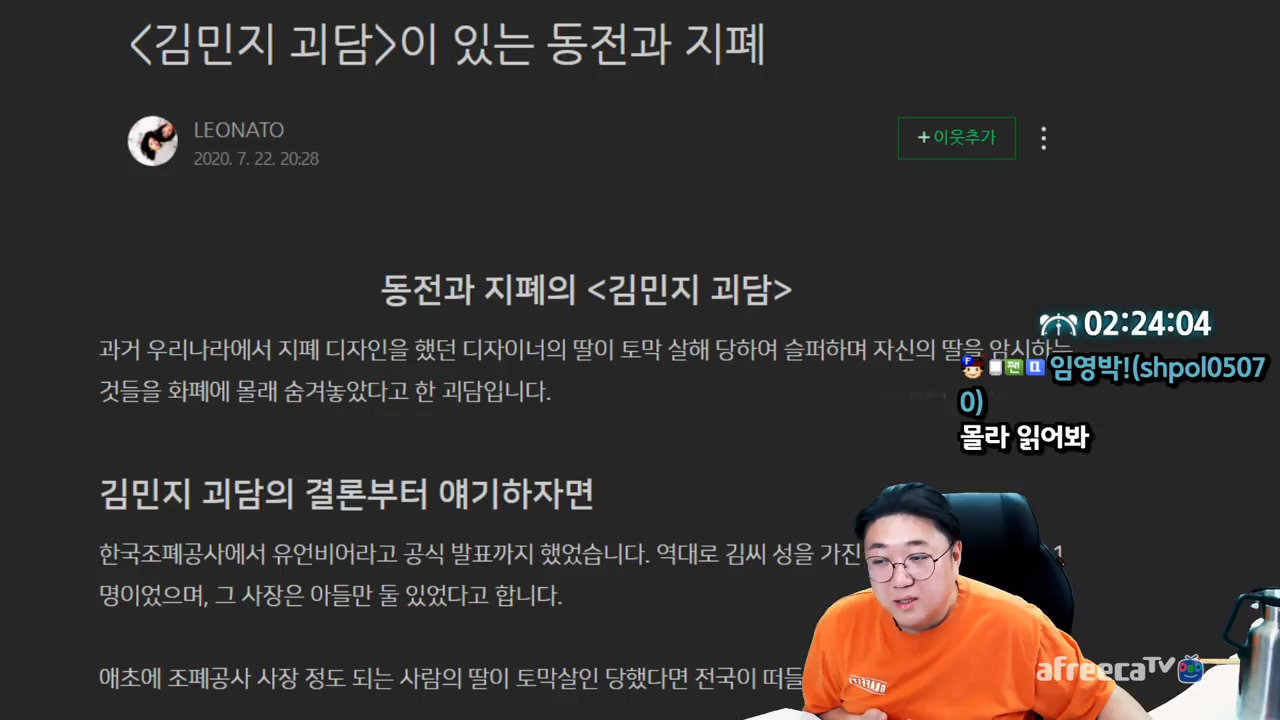 <김민지 괴담>이 있는 동전과 지폐
LEONATO
2020. 7. 22. 20:28
+이웃추가
동전과 지폐의 <김민지 괴담>
과거 우리나라에서 지폐 디자인을 했던 디자이너의 딸이 토막 살해 당하여 슬퍼하며 자신의 딸을 암시하는
것들을 화폐에 몰래 숨겨놓았다고 한 괴담입니다.
02:24:04
F 팬 임영박!(shpol0507
0)
몰라 읽어봐
김민지 괴담의 결론부터 얘기하자면
한국조폐공사에서 유언비어라고 공식 발표까지 했었습니다. 역대로 김씨 성을 가진 1
명이었으며, 그 사장은 아들만 둘 있었다고 합니다.
애초에 조폐공사 사장 정도 되는 사람의 딸이 토막살인 당했다면 전국이 떠들
afreecaTV